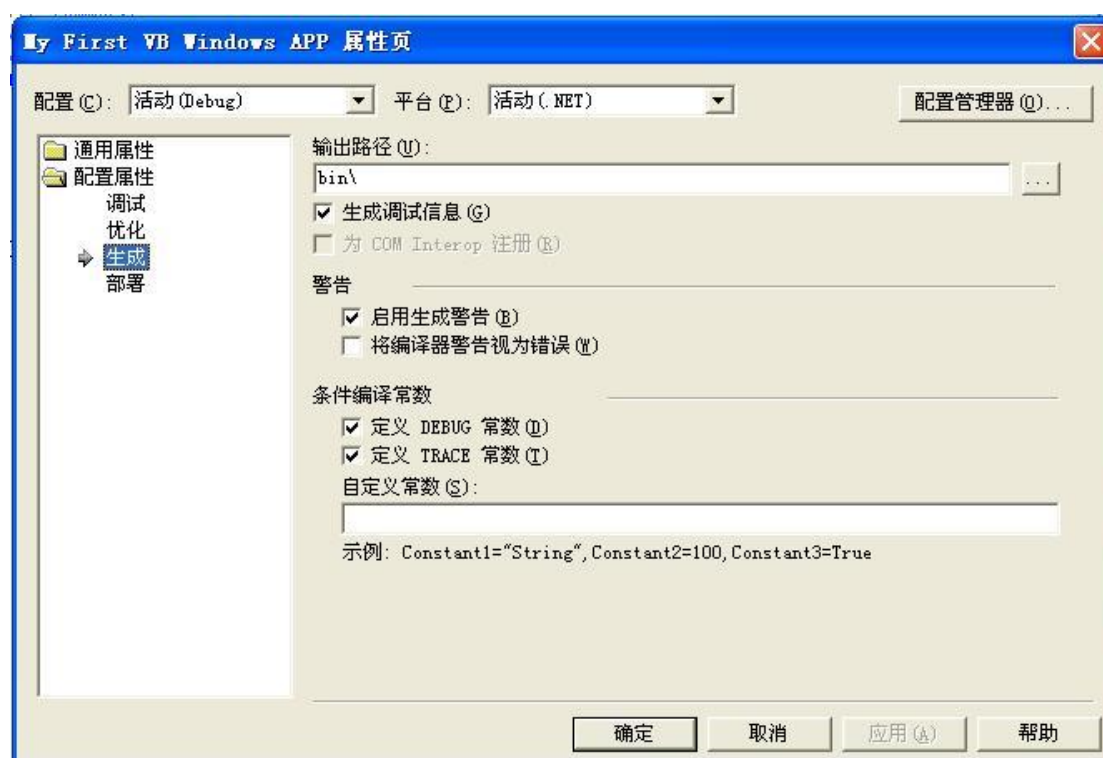 My First VB Windows APP 属性页
配置(C): 活动(Debug) 平台(P): 活动(.NET) 配置管理器(O)...
通用属性
配置属性
调试
优化
生成
部署
输出路径(U):
bin\
...
生成调试信息(G)
为 COM Interop 注册(R)
警告
启用生成警告(B)
将编译器警告视为错误(W)
条件编译常数
定义 DEBUG 常数(D)
定义 TRACE 常数(T)
自定义常数(S):
示例: Constant1="String",Constant2=100,Constant3=True
确定 取消 应用(A) 帮助